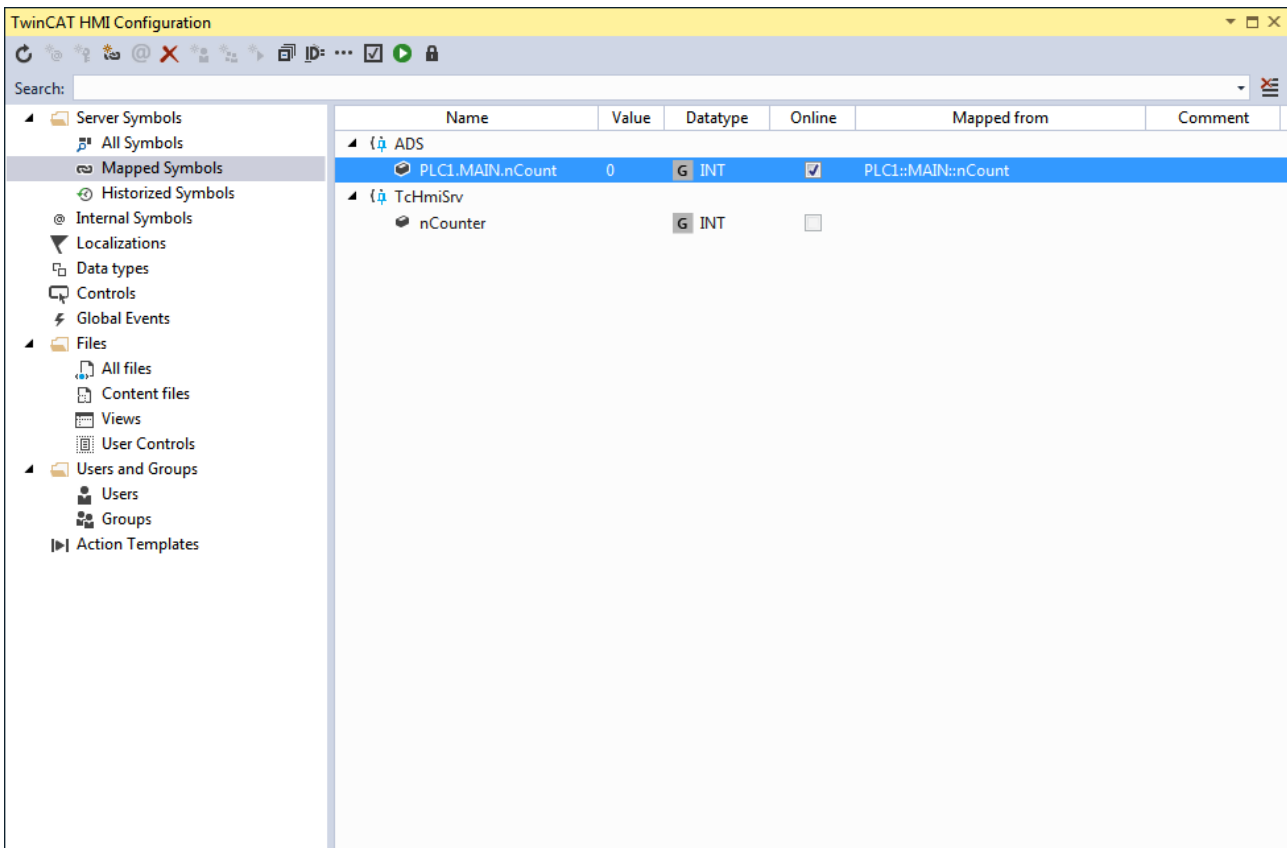 TwinCAT HMI Configuration
Search:
Server Symbols
All Symbols
Mapped Symbols
Historized Symbols
@ Internal Symbols
Localizations
Data types
Controls
Global Events
Files
All files
Content files
Views
User Controls
Users and Groups
Users
Groups
Action Templates
Name Value Datatype Online Mapped from Comment
ADS
PLC1.MAIN.nCount 0 G INT PLC1::MAIN::nCount
TcHmiSrv
nCounter G INT